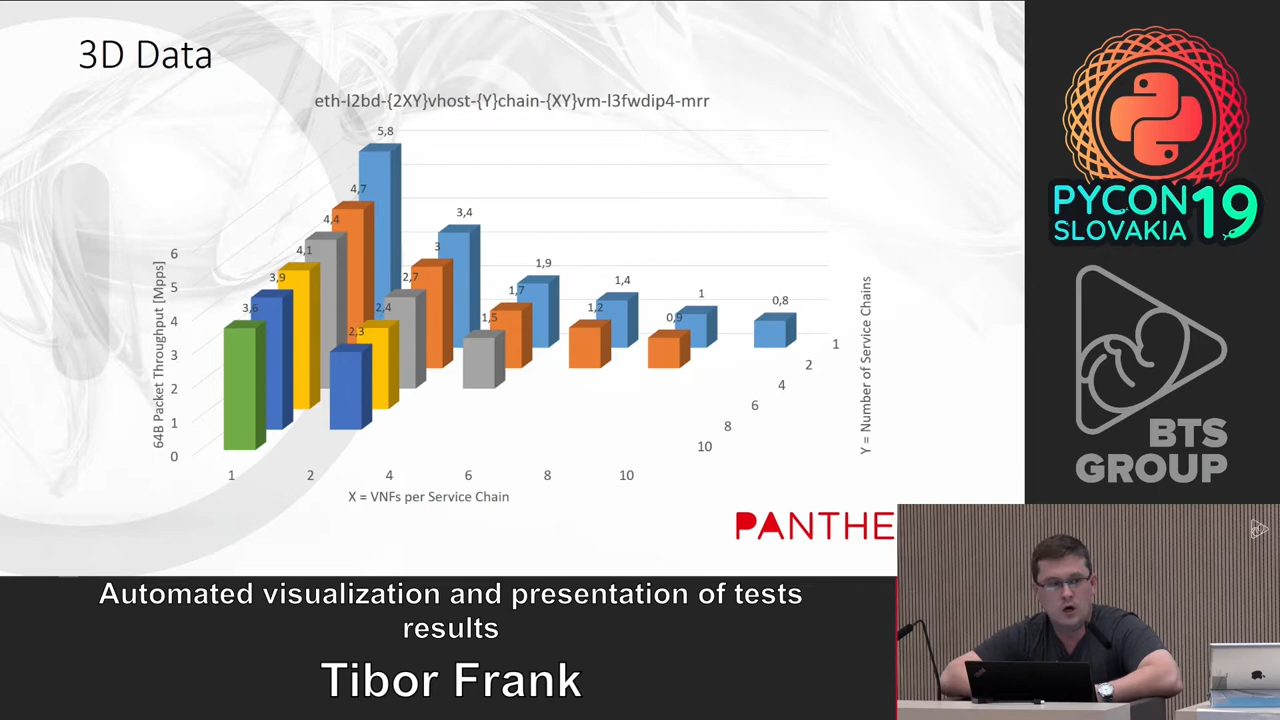 3D Data
eth-l2bd-{2XY}vhost-{Y}chain-{XY}vm-l3fwdip4-mrr
5,8
4,7
4,4
4,1
3,9
3,6
3,4
3
2,7
2,4
2,3
1,9
1,7
1,5
1,4
1,2
1
0,9
0,8
64B Packet Throughput [Mpps]
6
5
4
3
2
1
0
1 2 4 6 8 10
X = VNFs per Service Chain
1
2
4
6
8
10
Y = Number of Service Chains
PANTHE
PYCON 19
SLOVAKIA
BTS
GROUP
Automated visualization and presentation of tests
results
Tibor Frank